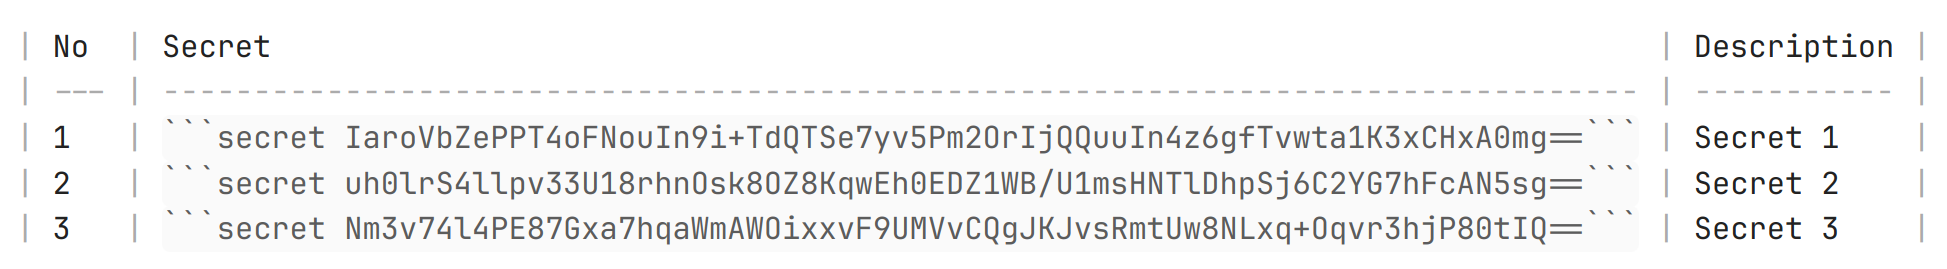 | No  | Secret                                                                            | Description |
| --- | --------------------------------------------------------------------------------- | ----------- |
| 1   | ```secret IaroVbZePPT4oFNouIn9i+TdQTSe7yv5Pm2OrIjQQuuIn4z6gfTvwta1K3xCHxA0mg==``` | Secret 1    |
| 2   | ```secret uh0lrS4llpv33U18rhnOsk8OZ8KqwEh0EDZ1WB/U1msHNTlDhpSj6C2YG7hFcAN5sg==``` | Secret 2    |
| 3   | ```secret Nm3v74l4PE87Gxa7hqaWmAWOixxvF9UMVvCQgJKJvsRmtUw8NLxq+Oqvr3hjP80tIQ==``` | Secret 3    |